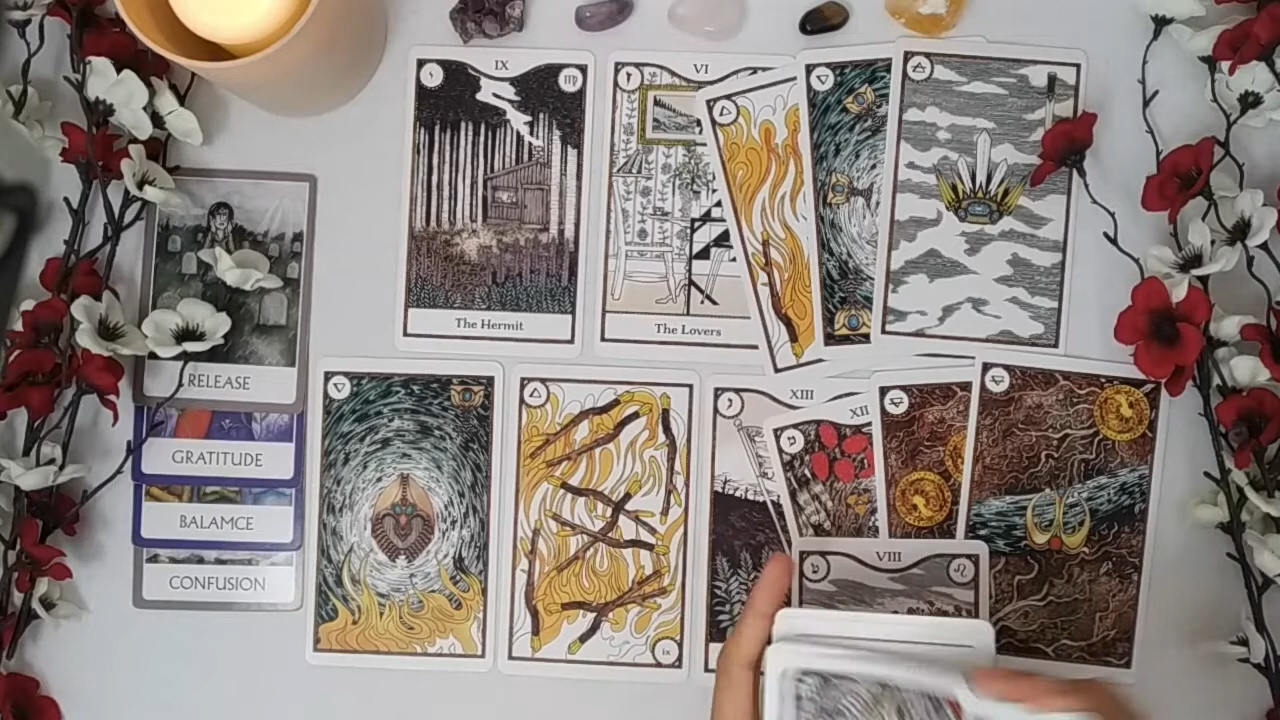 IX
The Hermit
VI
The Lovers
RELEASE
GRATITUDE
BALAMCE
CONFUSION
ix
XIII
XII
VIII